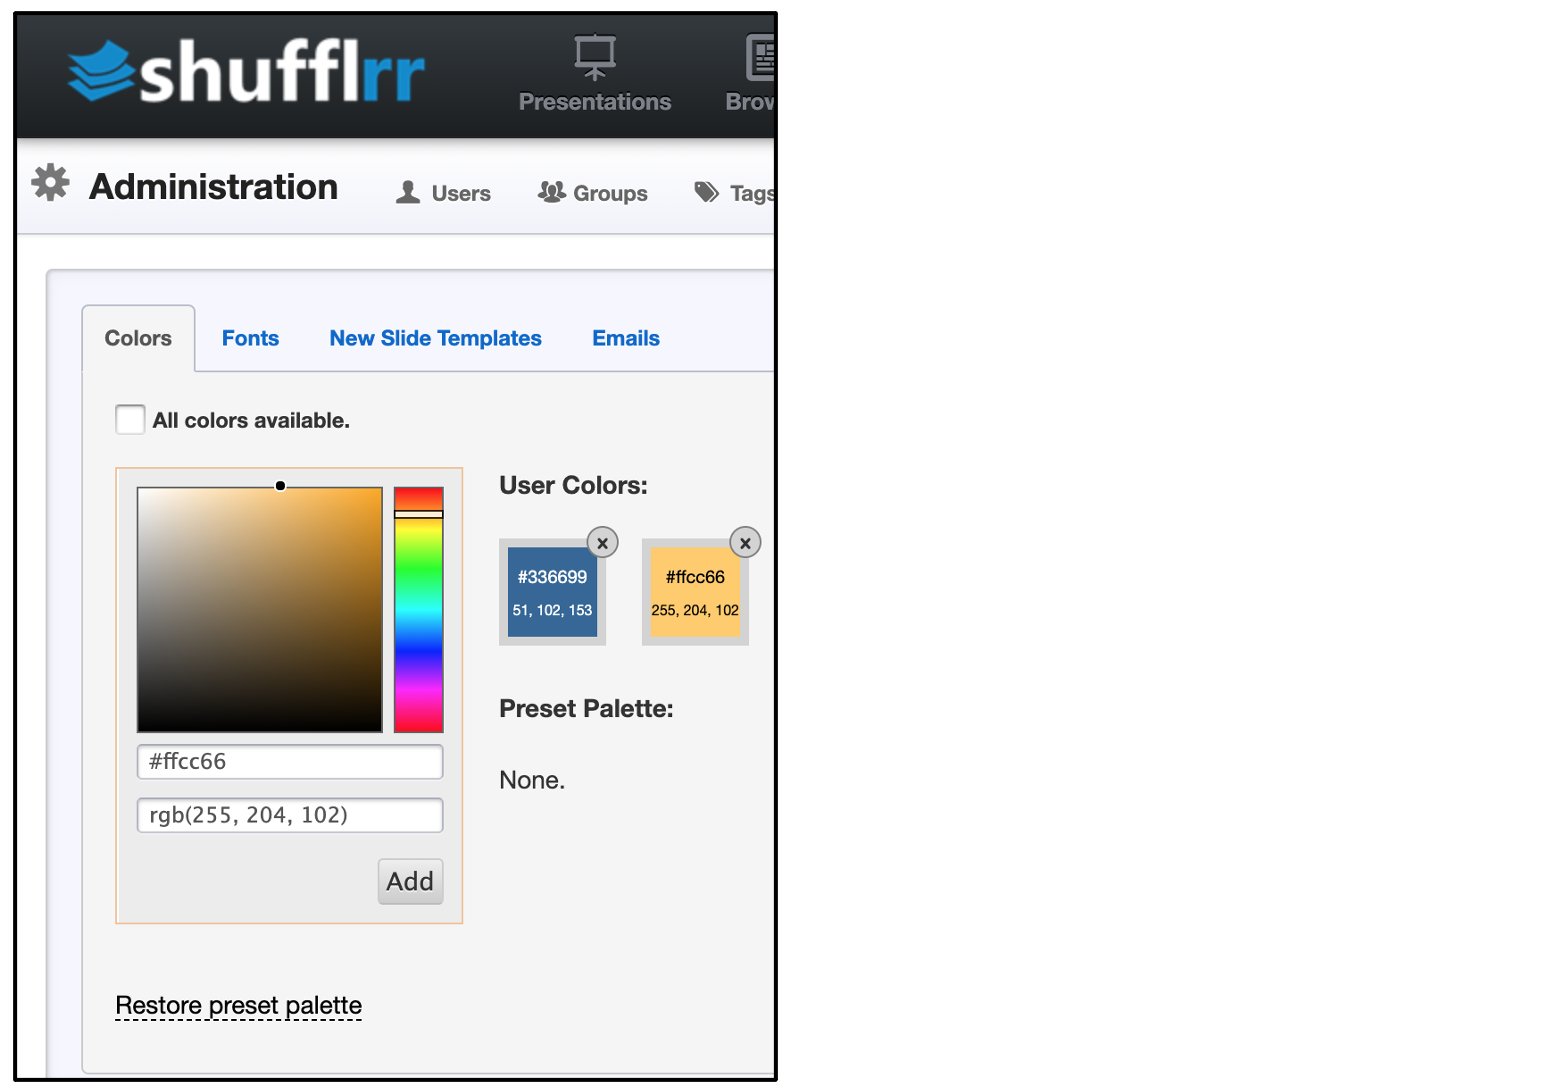 shufflrr
Presentations
Brow
Administration
Users
Groups
Tags
Colors
Fonts
New Slide Templates
Emails
All colors available.
User Colors:
#336699
51, 102, 153
#ffcc66
255, 204, 102
Preset Palette:
None.
#ffcc66
rgb(255, 204, 102)
Add
Restore preset palette